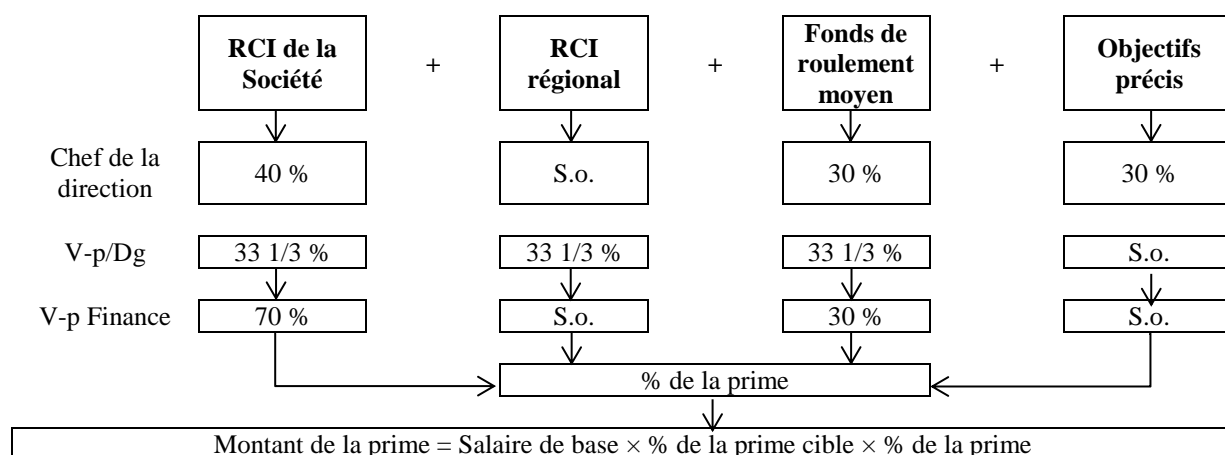 RCI de la
Société
+
RCI
régional
+
Fonds de
roulement
moyen
+
Objectifs
précis
Chef de la
direction
40 %
S.o.
30 %
30 %
V-p/Dg
33 1/3 %
33 1/3 %
33 1/3 %
S.o.
V-p Finance
70 %
S.o.
30 %
S.o.
% de la prime
Montant de la prime = Salaire de base × % de la prime cible × % de la prime